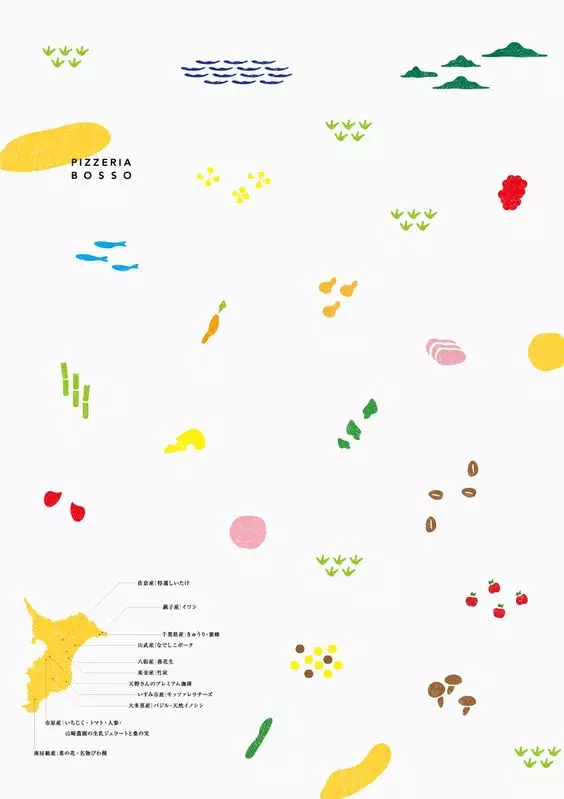 PIZZERIA
BOSSO
佐倉産|特選しいたけ
銚子産|イワシ
千葉県産|きゅうり・蜜蜂
山武産|なでしこポーク
八街産|落花生
東金産|竹炭
天野さんのプレミアム珈琲
いすみ市産|モッツァレラチーズ
大多喜産|バジル・天然イノシシ
市原産|いちじく・トマト・人参・
山﨑農園の生乳ジェラートと桑の実
南房総産|菜の花・名物びわ種